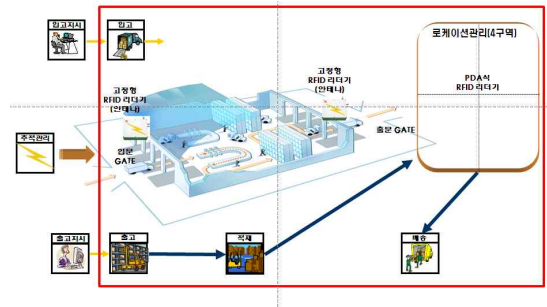 입고지시
입고
로케이션관리(4구역)
PDA식
RFID 리더기
고정형
RFID 리더기
(안테나)
고정형
RFID 리더기
(안테나)
입문
GATE
출문 GATE
추적관리
출고지시
출고
적재
배송